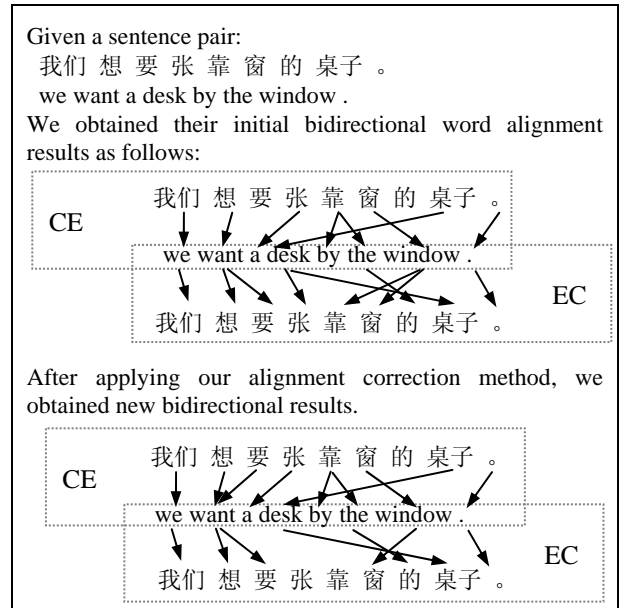 Given a sentence pair:
我们 想 要 张 靠 窗 的 桌子 。
we want a desk by the window .
We obtained their initial bidirectional word alignment
results as follows:
我们 想 要 张 靠 窗 的 桌子 。
CE
we want a desk by the window .
EC
我们 想 要 张 靠 窗 的 桌子 。
After applying our alignment correction method, we
obtained new bidirectional results.
我们 想 要 张 靠 窗 的 桌子 。
CE
we want a desk by the window .
EC
我们 想 要 张 靠 窗 的 桌子 。